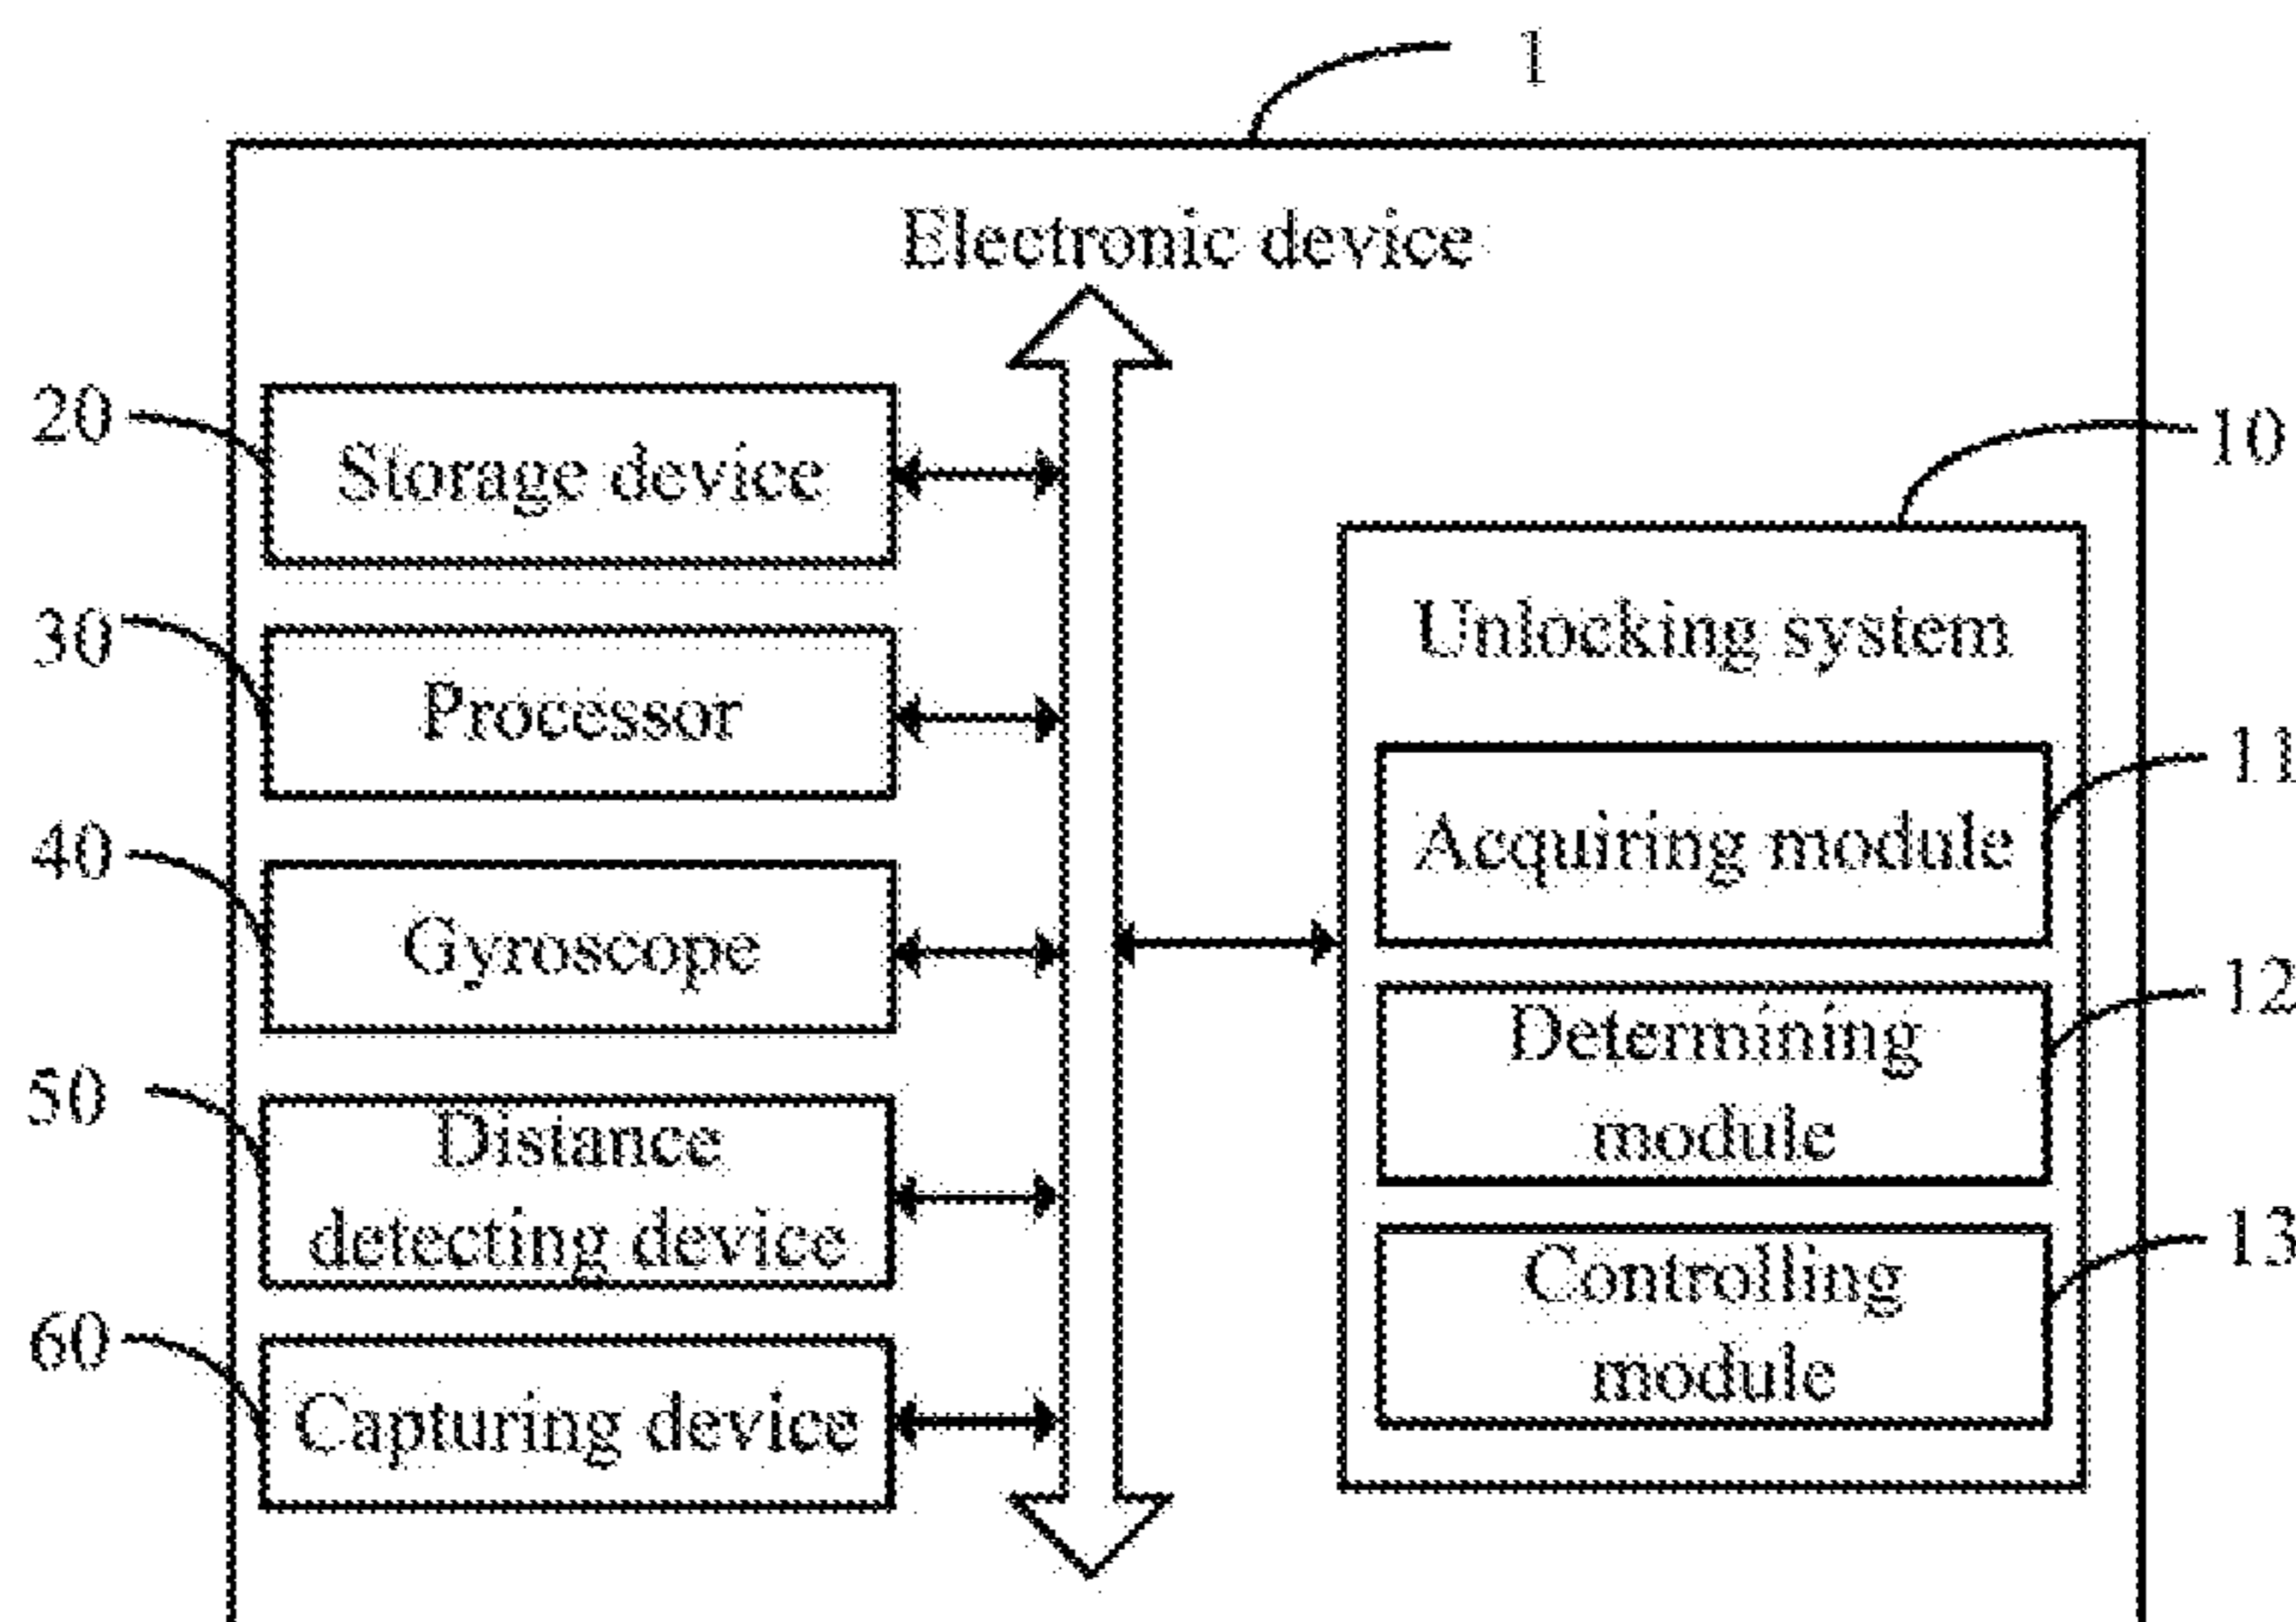 1
Electronic device
20
Storage device
10
30
Processor
Unlocking system
11
Acquiring module
40
Gyroscope
12
Determining
module
50
Distance
detecting device
13
Controlling
module
60
Capturing device